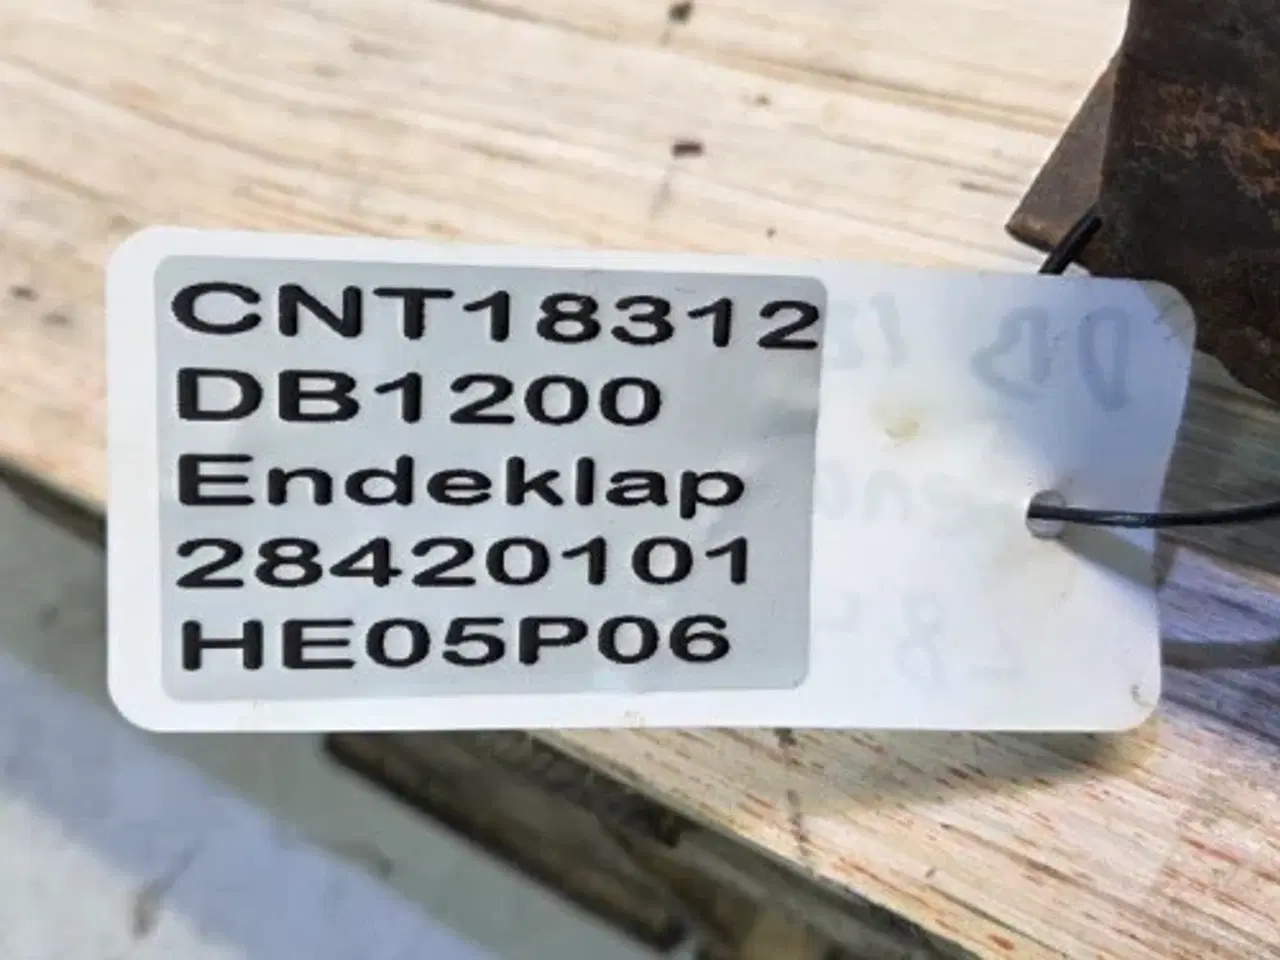 CNT18312
DB1200
Endeklap
28420101
HE05P06